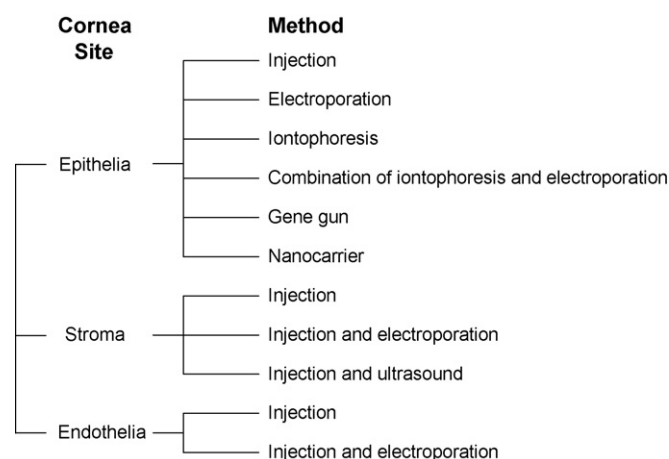 Cornea
Site
Method
Injection
Electroporation
Iontophoresis
Epithelia
Combination of iontophoresis and electroporation
Gene gun
Nanocarrier
Injection
Stroma
Injection and electroporation
Injection and ultrasound
Injection
Endothelia
Injection and electroporation